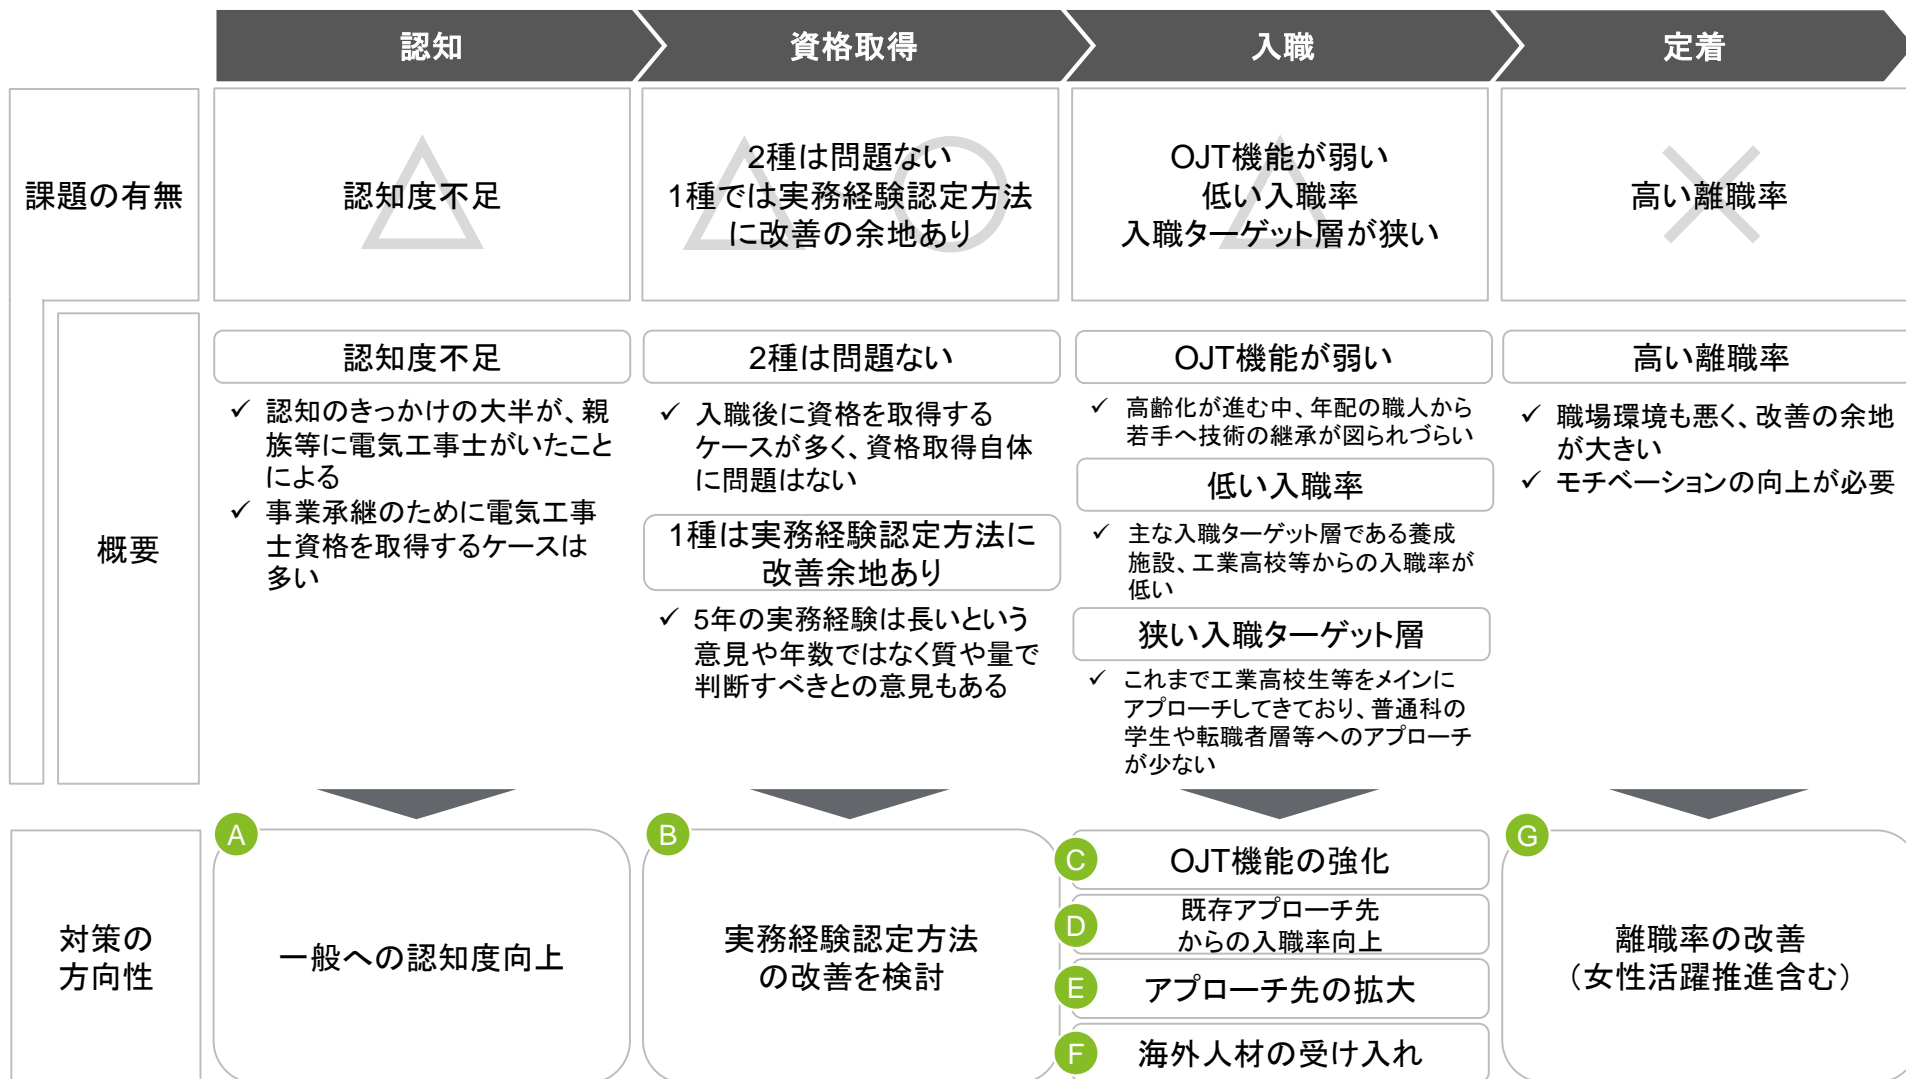 認知
資格取得
入職
定着
課題の有無
認知度不足
2種は問題ない
1種では実務経験認定方法
に改善の余地あり
OJT機能が弱い
低い入職率
入職ターゲット層が狭い
高い離職率
概要
認知度不足
✓ 認知のきっかけの大半が、親
族等に電気工事士がいたこと
による
✓ 事業承継のために電気工事
士資格を取得するケースは
多い
2種は問題ない
✓ 入職後に資格を取得する
ケースが多く、資格取得自体
に問題はない
1種は実務経験認定方法に
改善余地あり
✓ 5年の実務経験は長いという
意見や年数ではなく質や量で
判断すべきとの意見もある
OJT機能が弱い
✓ 高齢化が進む中、年配の職人から
若手へ技術の継承が図られづらい
低い入職率
✓ 主な入職ターゲット層である養成
施設、工業高校等からの入職率が
低い
狭い入職ターゲット層
✓ これまで工業高校生等をメインに
アプローチしてきており、普通科の
学生や転職者層等へのアプローチ
が少ない
高い離職率
✓ 職場環境も悪く、改善の余地
が大きい
✓ モチベーションの向上が必要
対策の
方向性
A
一般への認知度向上
B
実務経験認定方法
の改善を検討
C
OJT機能の強化
D
既存アプローチ先
からの入職率向上
E
アプローチ先の拡大
F
海外人材の受け入れ
G
離職率の改善
（女性活躍推進含む）